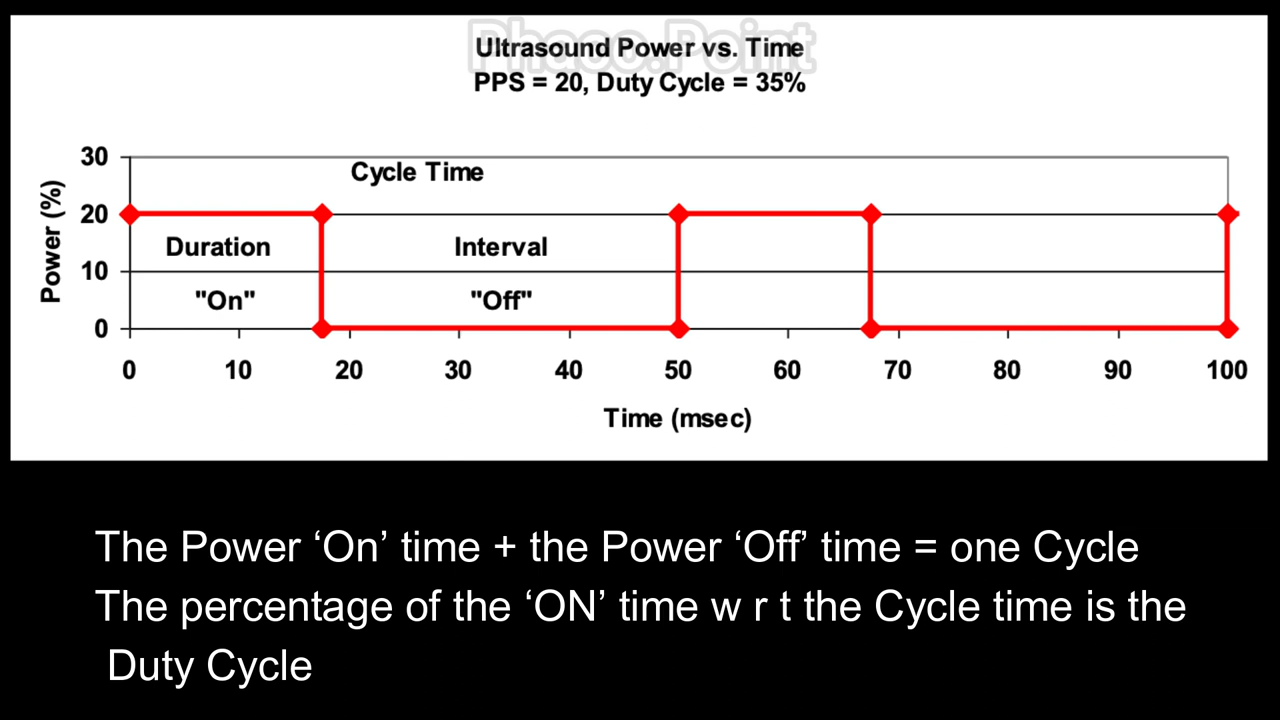 Phaco.Point
Ultrasound Power vs. Time
PPS = 20, Duty Cycle = 35%
Cycle Time
30
20
10
0
Power (%)
Duration
"On"
Interval
"Off"
0 10 20 30 40 50 60 70 80 90 100
Time (msec)
The Power ‘On’ time + the Power ‘Off’ time = one Cycle
The percentage of the ‘ON’ time w r t the Cycle time is the
Duty Cycle